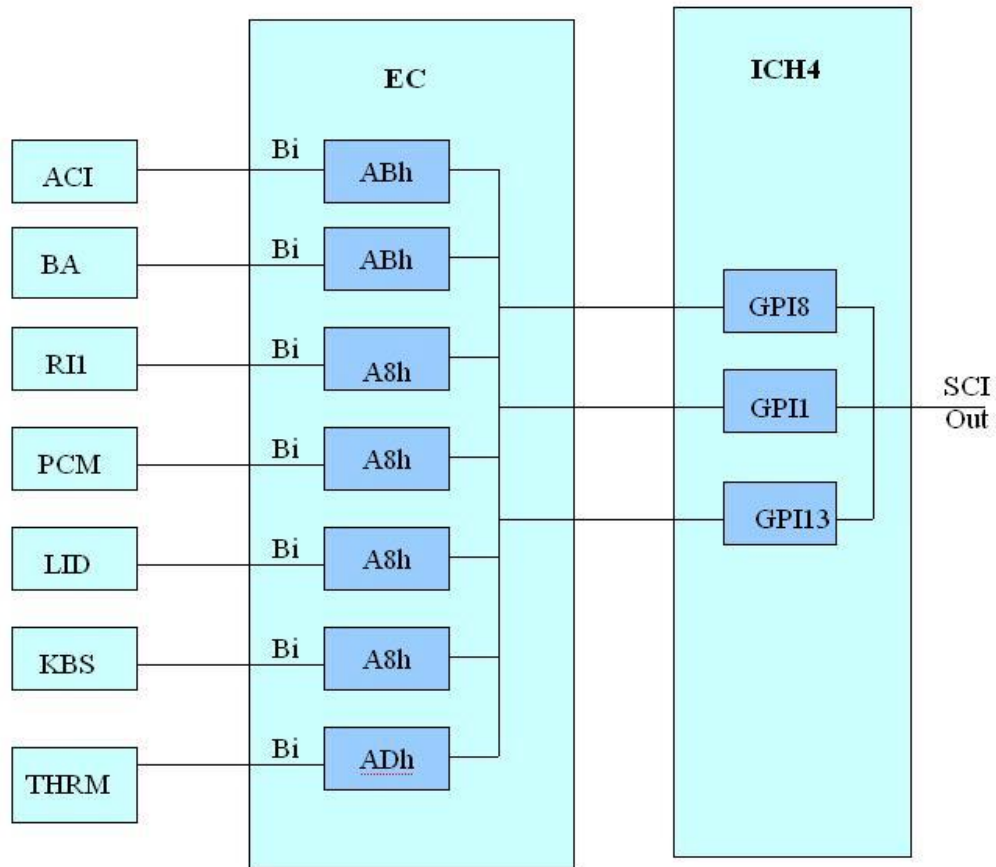 EC
ICH4
ACI
Bi
ABh
BA
Bi
ABh
GPI8
RI1
Bi
A8h
SCI
Out
GPI1
PCM
Bi
A8h
GPI13
LID
Bi
A8h
KBS
Bi
A8h
THRM
Bi
ADh